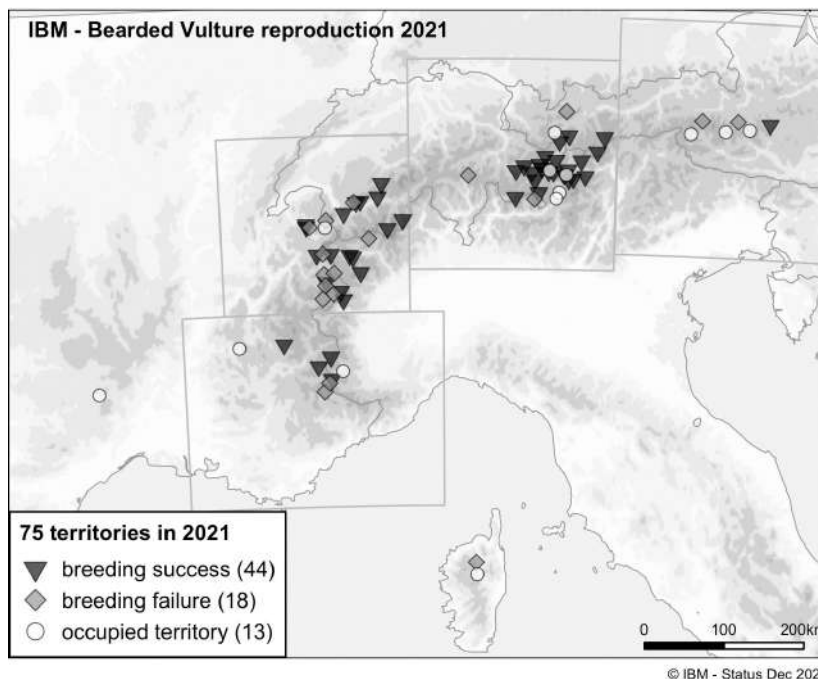 IBM - Bearded Vulture reproduction 2021
75 territories in 2021
breeding success (44)
breeding failure (18)
occupied territory (13)
0 100 200km
© IBM - Status Dec 202